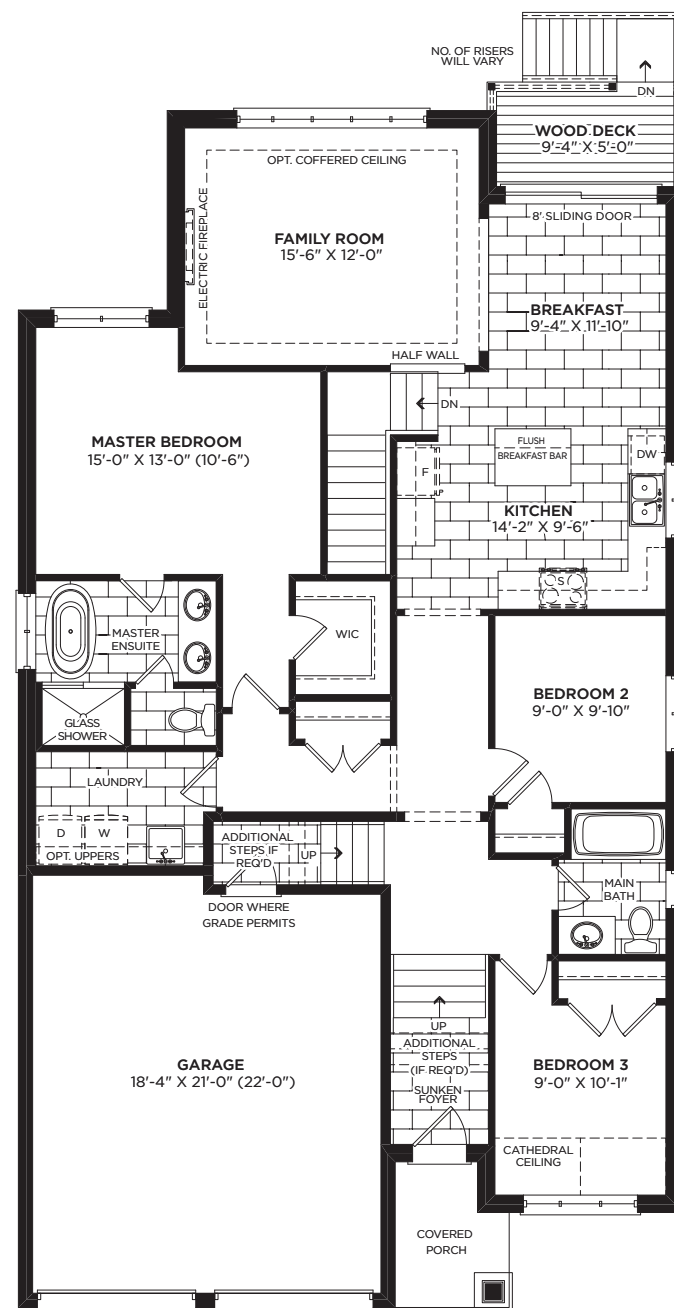 NO. OF RISERS
WILL VARY
DN
WOOD DECK
9'-4" X 5'-0"
OPT. COFFERED CEILING
8' SLIDING DOOR
ELECTRIC FIREPLACE
FAMILY ROOM
15'-6" X 12'-0"
BREAKFAST
9'-4" X 11'-10"
HALF WALL
DN
MASTER BEDROOM
15'-0" X 13'-0" (10'-6")
FLUSH
BREAKFAST BAR
DW
F
KITCHEN
14'-2" X 9'-6"
S
MASTER
ENSUITE
WIC
BEDROOM 2
9'-0" X 9'-10"
GLASS
SHOWER
LAUNDRY
D
W
OPT. UPPERS
ADDITIONAL
STEPS IF
REQ'D
UP
DOOR WHERE
GRADE PERMITS
MAIN
BATH
UP
ADDITIONAL
STEPS
(IF REQ'D)
SUNKEN
FOYER
GARAGE
18'-4" X 21'-0" (22'-0")
BEDROOM 3
9'-0" X 10'-1"
CATHEDRAL
CEILING
COVERED
PORCH